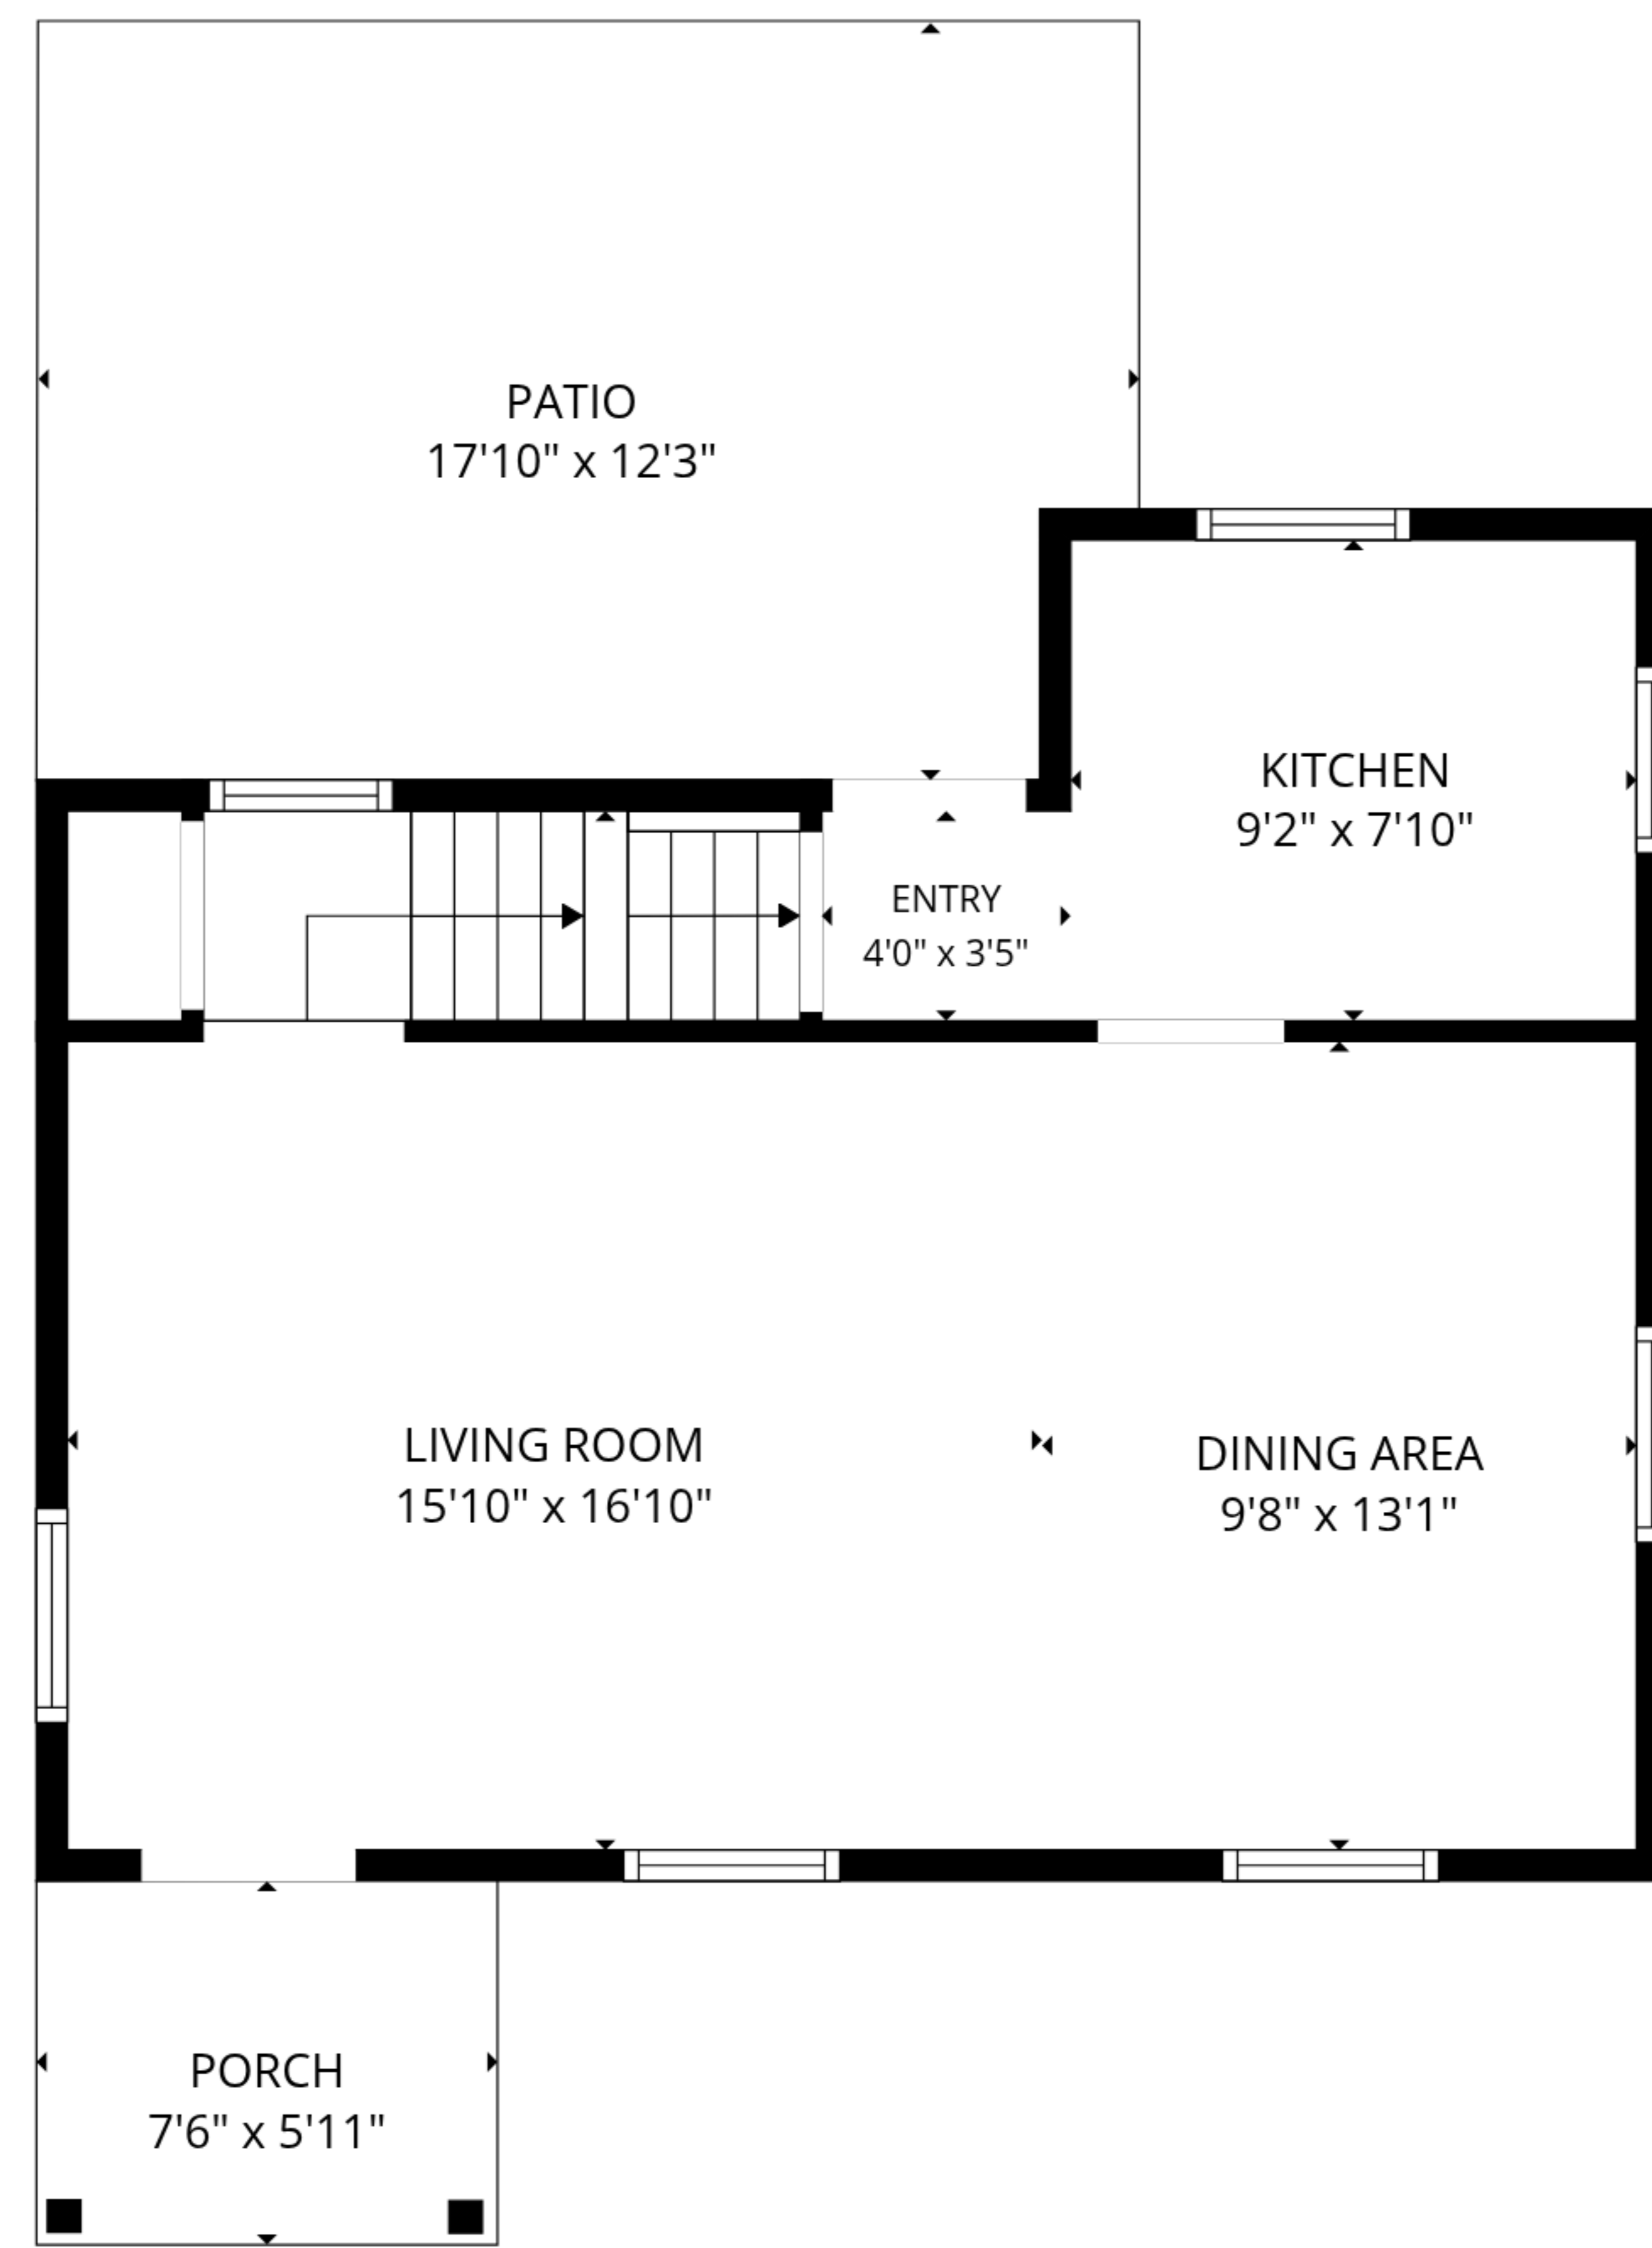 PATIO
17'10" x 12'3"
KITCHEN
9'2" x 7'10"
ENTRY
4'0" x 3'5"
LIVING ROOM
15'10" x 16'10"
DINING AREA
9'8" x 13'1"
PORCH
7'6" x 5'11"